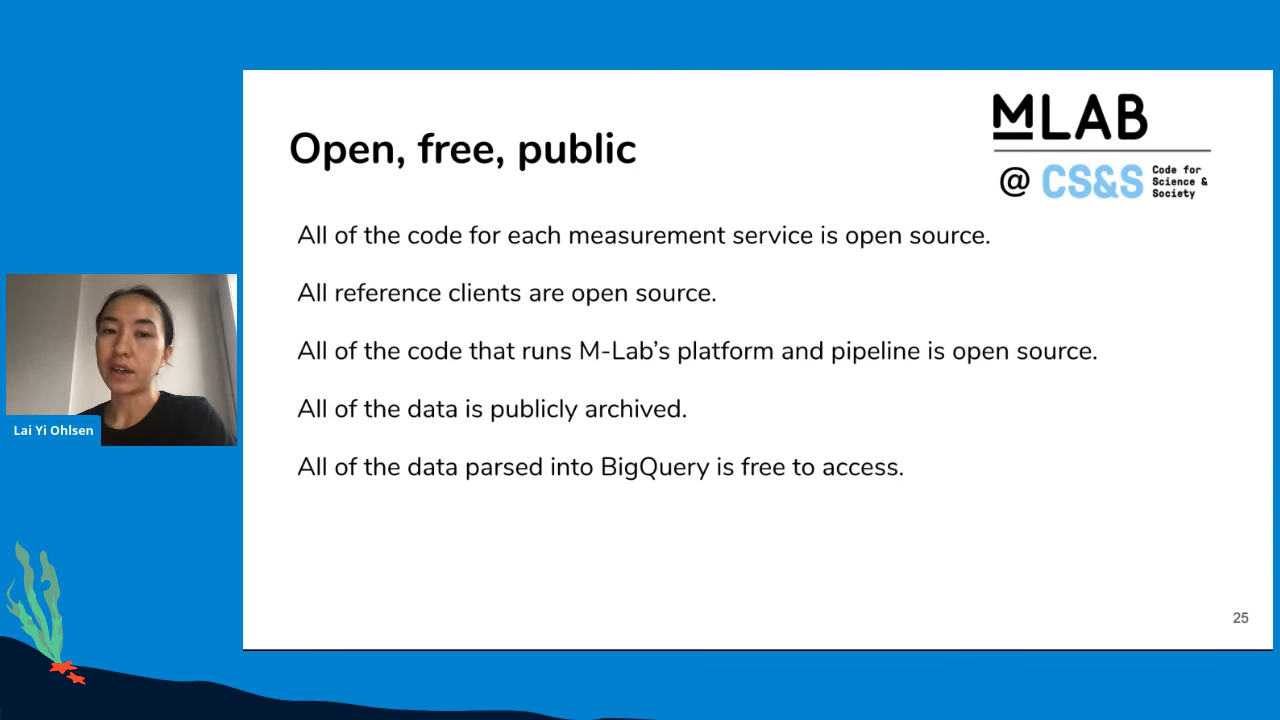 MLAB
Open, free, public
@ CS&S Code for
Science &
Society
All of the code for each measurement service is open source.
All reference clients are open source.
All of the code that runs M-Lab’s platform and pipeline is open source.
All of the data is publicly archived.
All of the data parsed into BigQuery is free to access.
Lai Yi Ohlsen
25